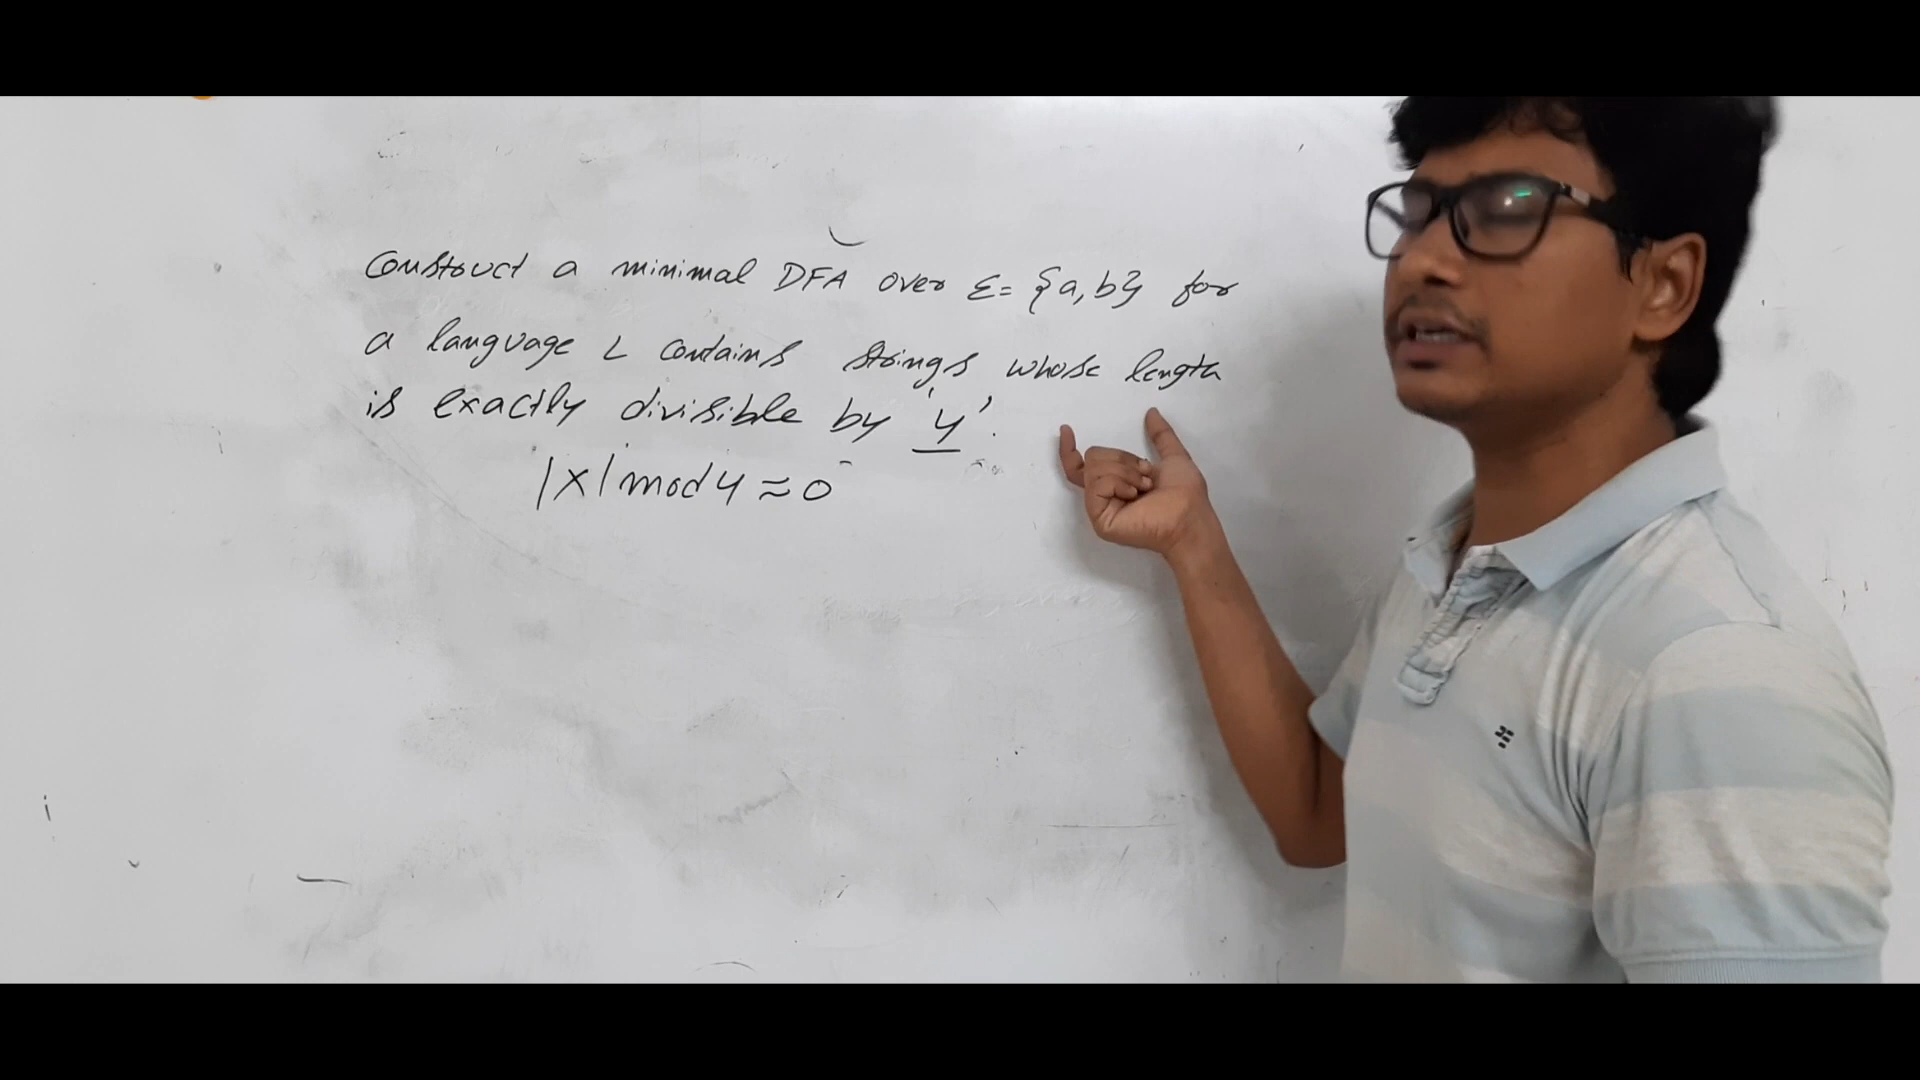 Construct a minimal DFA over Σ= {a,b} for
a language L contains strings whose length
is exactly divisible by '4'.
|x| mod 4 ≈ 0